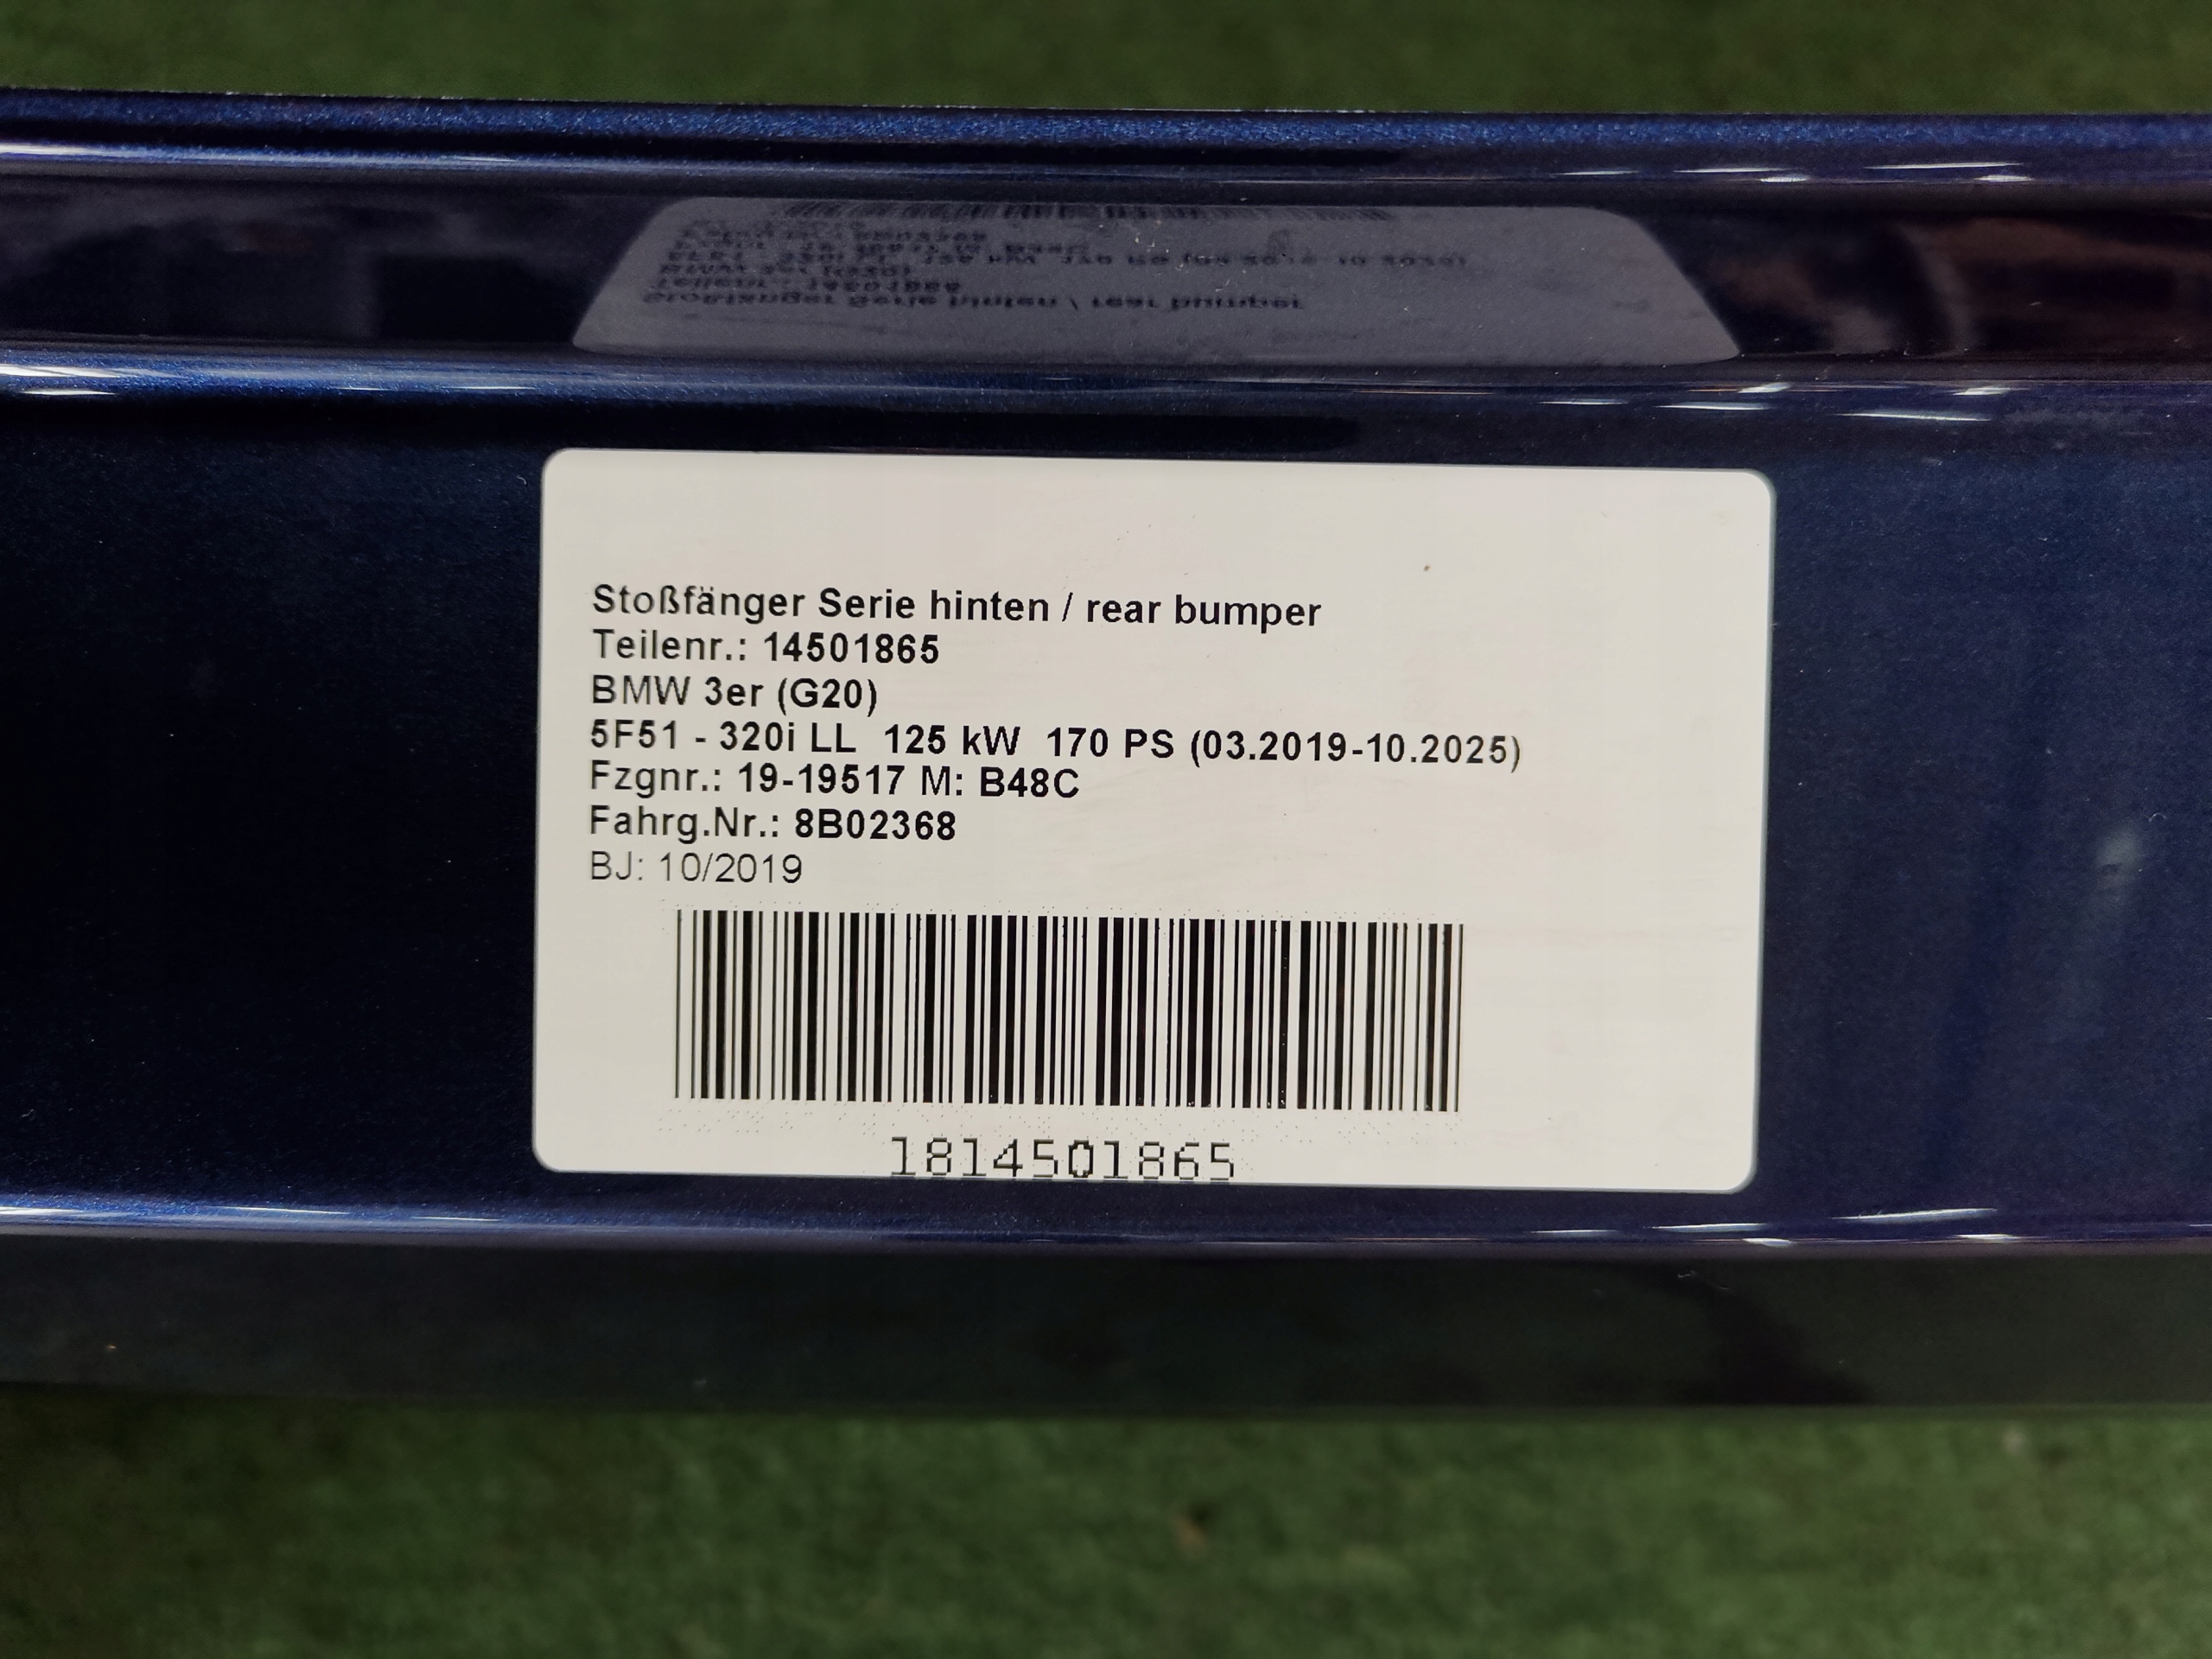 Stoßfänger Serie hinten / rear bumper
Teilenr.: 14501865
BMW 3er (G20)
5F51 - 320i LL 125 kW 170 PS (03.2019-10.2025)
Fzgnr.: 19-19517 M: B48C
Fahrg.Nr.: 8B02368
BJ: 10/2019
1814501865